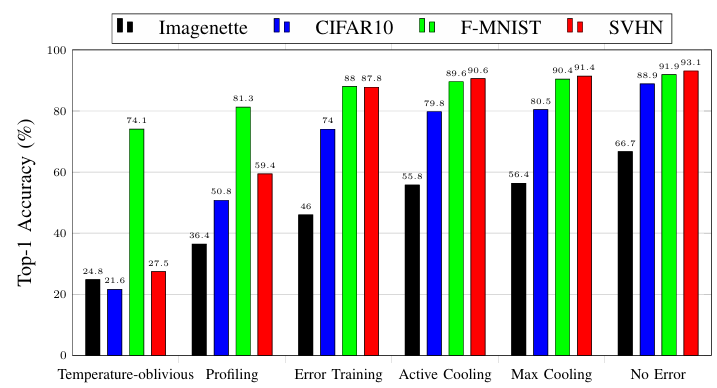 Imagenette CIFAR10 F-MNIST SVHN
Top-1 Accuracy (%)
100
80
60
40
20
0
24.8 21.6 74.1 27.5
36.4 50.8 81.3 59.4
46 74 88 87.8
55.8 79.8 89.6 90.6
56.4 80.5 90.4 91.4
66.7 88.9 91.9 93.1
Temperature-oblivious Profiling Error Training Active Cooling Max Cooling No Error